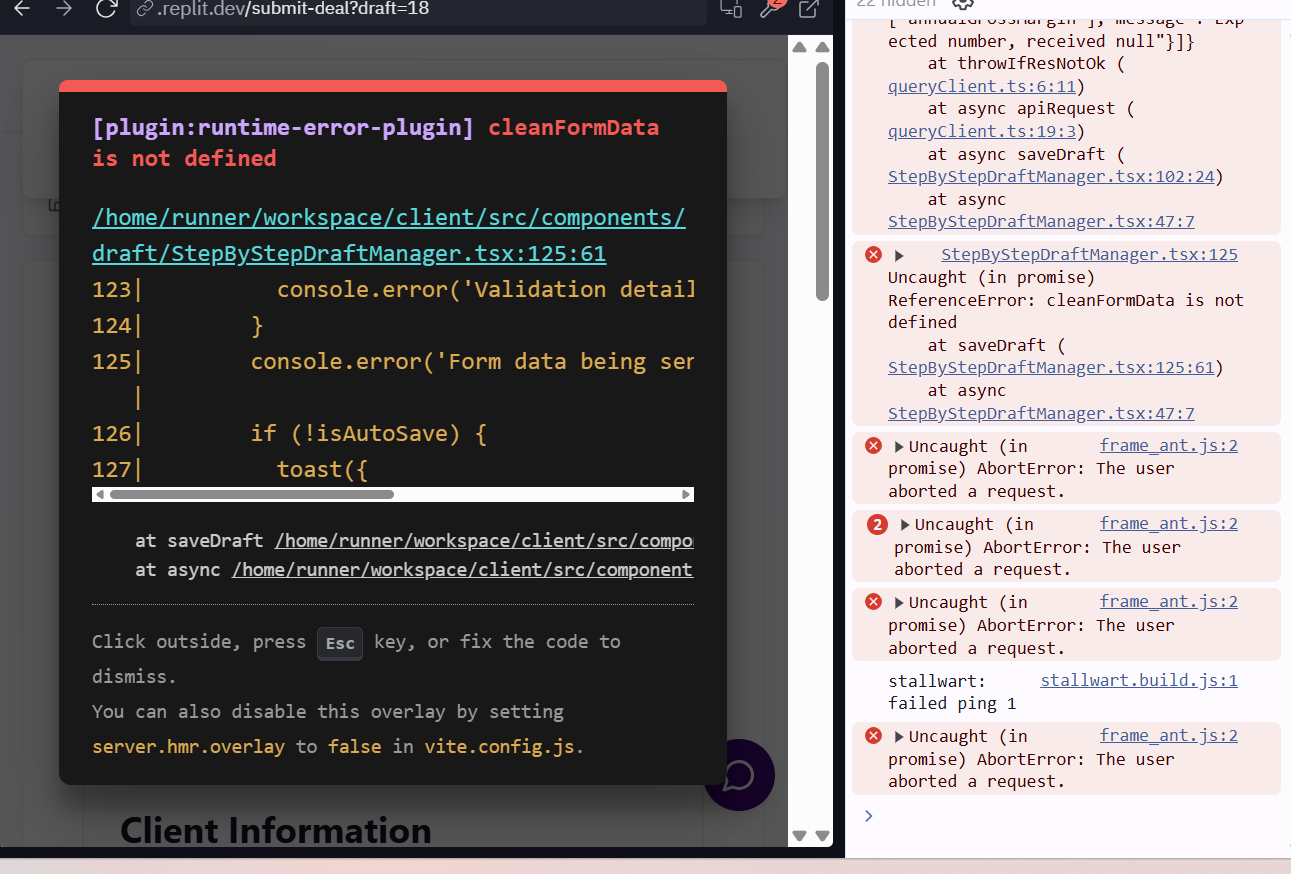 .replit.dev/submit-deal?draft=18
2
[plugin:runtime-error-plugin] cleanFormData
is not defined
/home/runner/workspace/client/src/components/
draft/StepByStepDraftManager.tsx:125:61
123| console.error('Validation detail
124| }
125| console.error('Form data being ser
|
126| if (!isAutoSave) {
127| toast({
at saveDraft /home/runner/workspace/client/src/compo
at async /home/runner/workspace/client/src/component
Click outside, press Esc key, or fix the code to
dismiss.
You can also disable this overlay by setting
server.hmr.overlay to false in vite.config.js.
Client Information
22 hidden
["annualGrossMargin"],"message":"Exp
ected number, received null"}]}
at throwIfResNotOk (
queryClient.ts:6:11)
at async apiRequest (
queryClient.ts:19:3)
at async saveDraft (
StepByStepDraftManager.tsx:102:24)
at async
StepByStepDraftManager.tsx:47:7
StepByStepDraftManager.tsx:125
Uncaught (in promise)
ReferenceError: cleanFormData is not
defined
at saveDraft (
StepByStepDraftManager.tsx:125:61)
at async
StepByStepDraftManager.tsx:47:7
Uncaught (in frame_ant.js:2
promise) AbortError: The user
aborted a request.
2 Uncaught (in frame_ant.js:2
promise) AbortError: The user
aborted a request.
Uncaught (in frame_ant.js:2
promise) AbortError: The user
aborted a request.
stallwart: stallwart.build.js:1
failed ping 1
Uncaught (in frame_ant.js:2
promise) AbortError: The user
aborted a request.